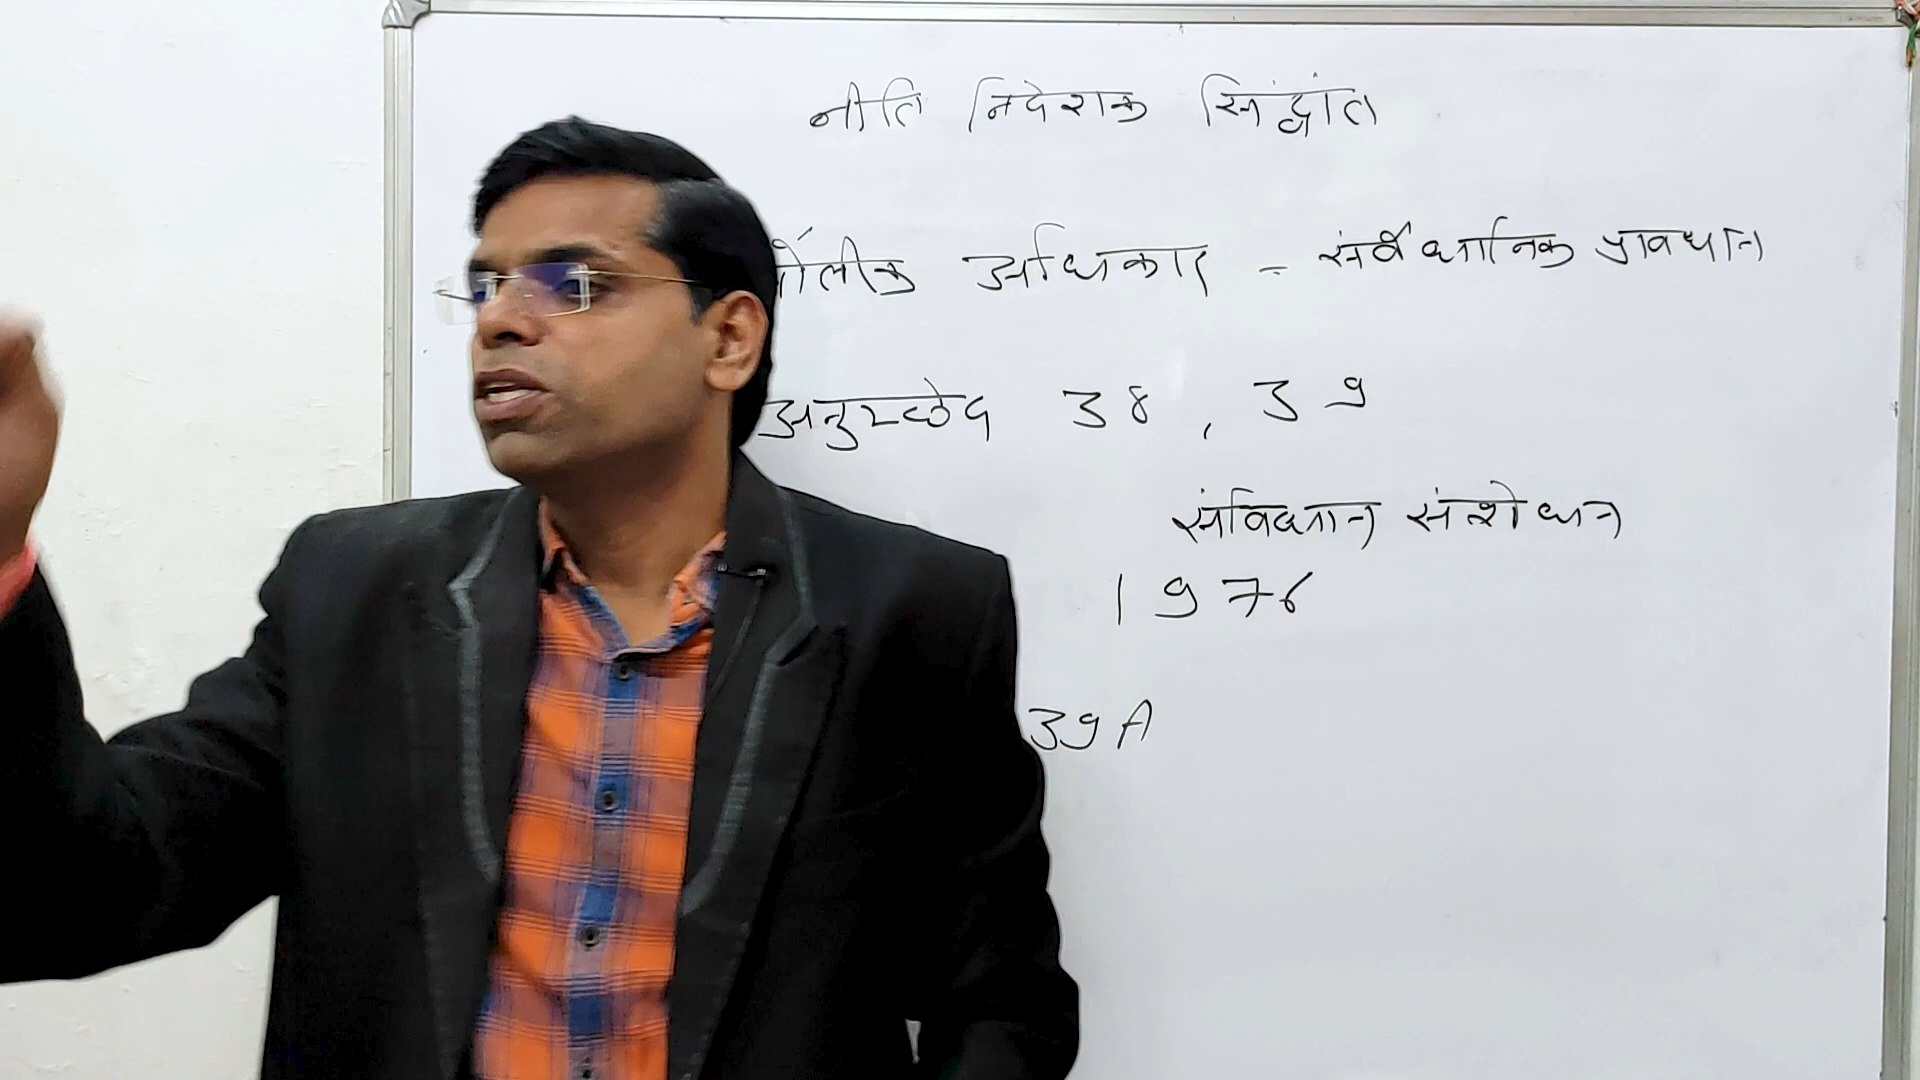 नीति निदेशक सिंद्धांत
मौलीक अधिकार - संवैधानिक प्रावधान
अनुच्छेद 38, 39
संविधान संशोधन
1976
39A